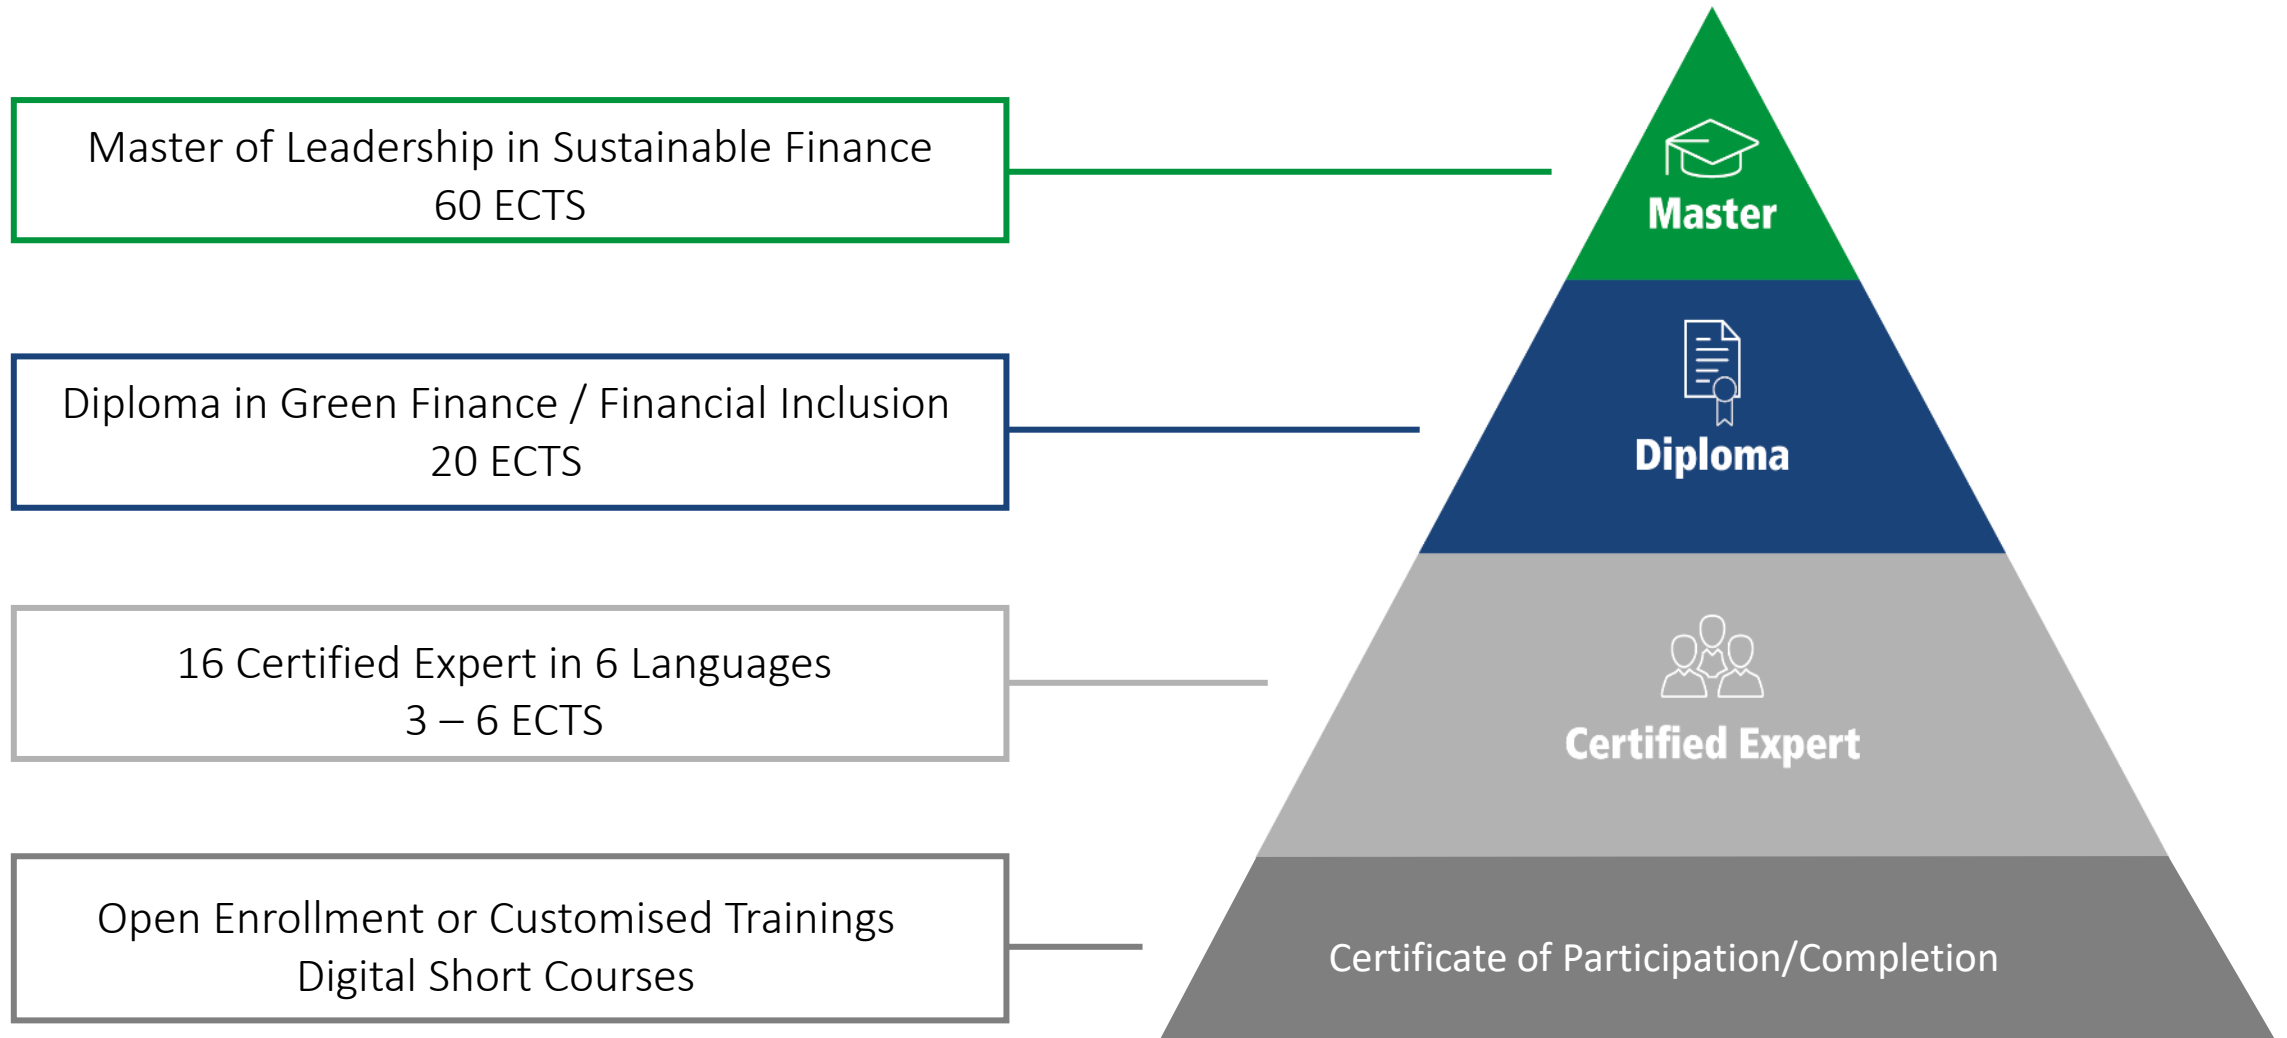 Master of Leadership in Sustainable Finance
60 ECTS
Master
Diploma in Green Finance / Financial Inclusion
20 ECTS
Diploma
16 Certified Expert in 6 Languages
3 – 6 ECTS
Certified Expert
Open Enrollment or Customised Trainings
Digital Short Courses
Certificate of Participation/Completion